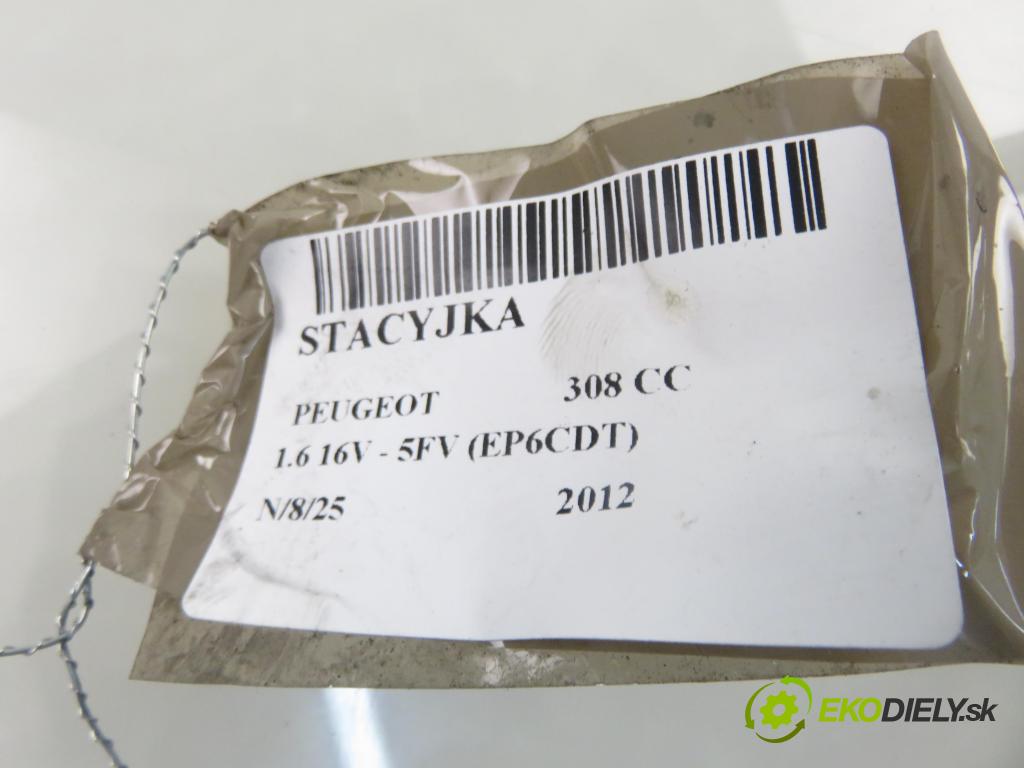 STACYJKA
PEUGEOT 308 CC
1.6 16V - 5FV (EP6CDT)
N/8/25 2012
EKODIELY.sk